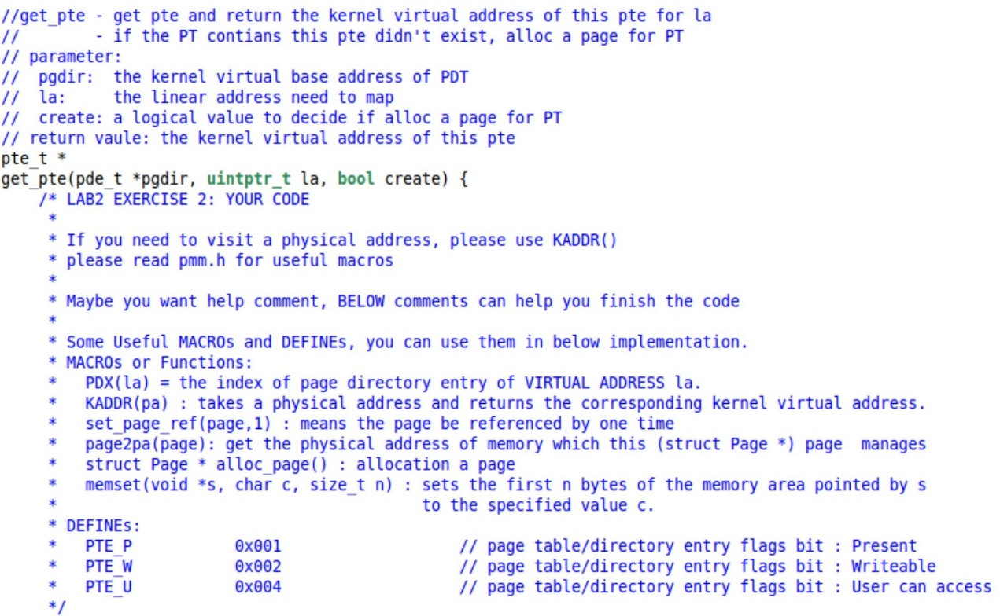 //get_pte - get pte and return the kernel virtual address of this pte for la
//        - if the PT contians this pte didn't exist, alloc a page for PT
// parameter:
//  pgdir:  the kernel virtual base address of PDT
//  la:     the linear address need to map
//  create: a logical value to decide if alloc a page for PT
// return vaule: the kernel virtual address of this pte
pte_t *
get_pte(pde_t *pgdir, uintptr_t la, bool create) {
    /* LAB2 EXERCISE 2: YOUR CODE
     *
     * If you need to visit a physical address, please use KADDR()
     * please read pmm.h for useful macros
     *
     * Maybe you want help comment, BELOW comments can help you finish the code
     *
     * Some Useful MACROs and DEFINEs, you can use them in below implementation.
     * MACROs or Functions:
     *   PDX(la) = the index of page directory entry of VIRTUAL ADDRESS la.
     *   KADDR(pa) : takes a physical address and returns the corresponding kernel virtual address.
     *   set_page_ref(page,1) : means the page be referenced by one time
     *   page2pa(page): get the physical address of memory which this (struct Page *) page  manages
     *   struct Page * alloc_page() : allocation a page
     *   memset(void *s, char c, size_t n) : sets the first n bytes of the memory area pointed by s
     *                                       to the specified value c.
     * DEFINEs:
     *   PTE_P           0x001                   // page table/directory entry flags bit : Present
     *   PTE_W           0x002                   // page table/directory entry flags bit : Writeable
     *   PTE_U           0x004                   // page table/directory entry flags bit : User can access
     */